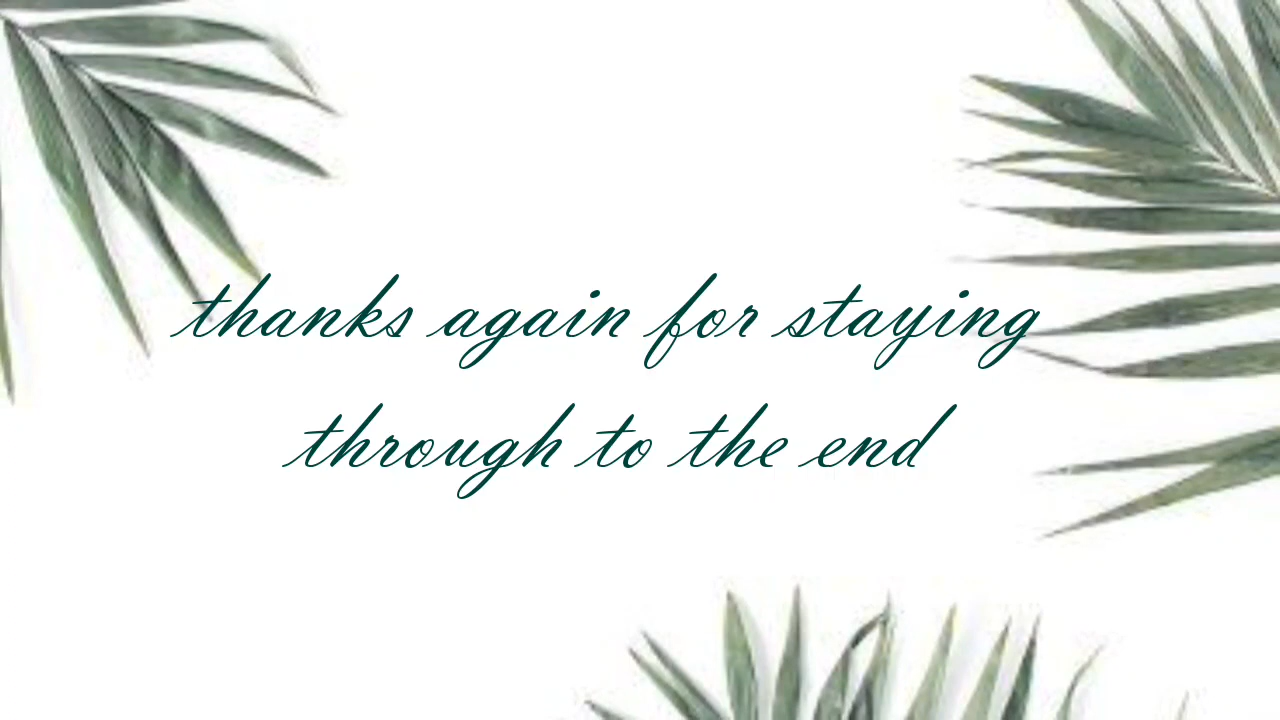 thanks again for staying
through to the end